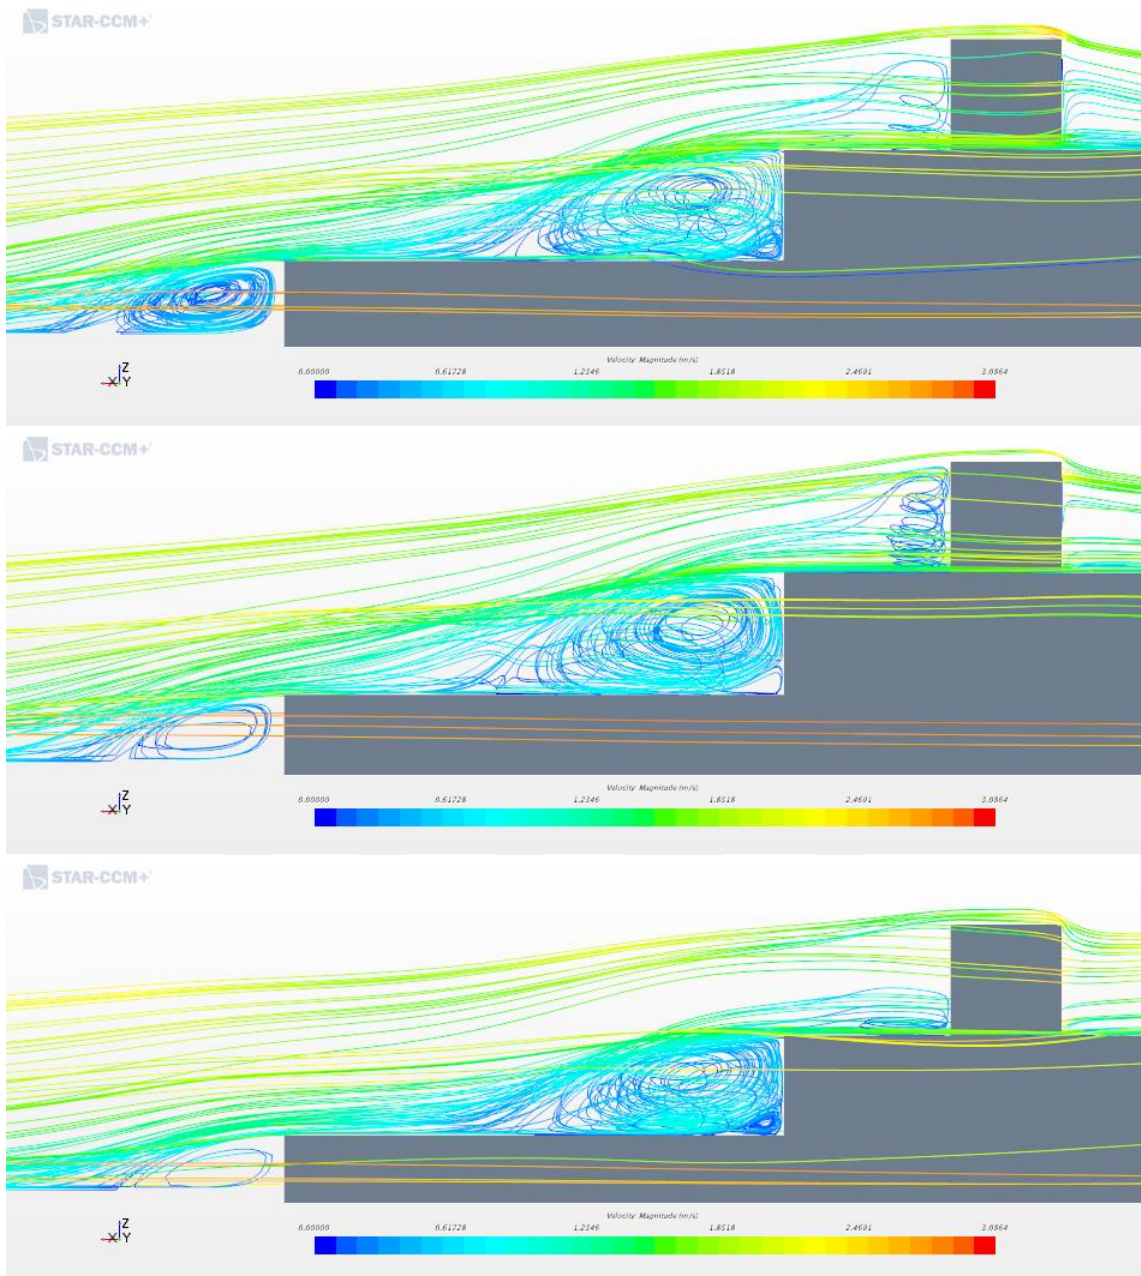 STAR-CCM+
Z
X Y
Velocity Magnitude (m/s)
0.00000 0.61728 1.2346 1.8518 2.4691 3.0864
STAR-CCM+
Z
X Y
Velocity Magnitude (m/s)
0.00000 0.61728 1.2346 1.8518 2.4691 3.0864
STAR-CCM+
Z
X Y
Velocity Magnitude (m/s)
0.00000 0.61728 1.2346 1.8518 2.4691 3.0864